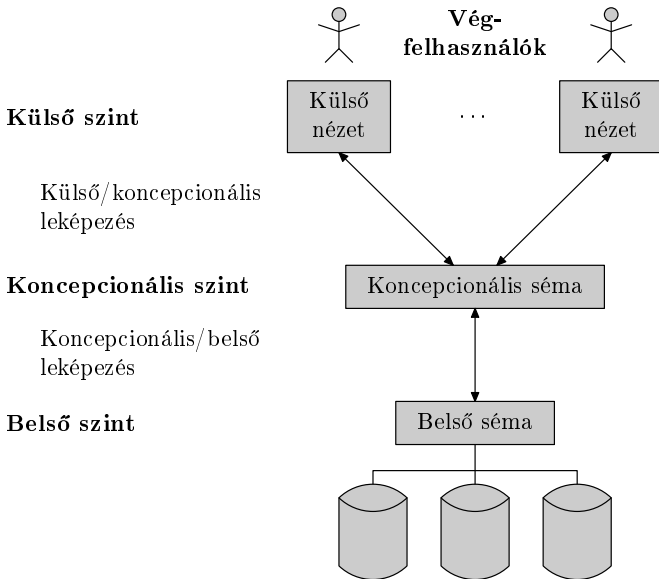 Vég-
felhasználók
Külső
nézet
Külső szint
. . .
Külső
nézet
Külső/koncepcionális
leképezés
Koncepcionális szint
Koncepcionális séma
Koncepcionális/belső
leképezés
Belső szint
Belső séma